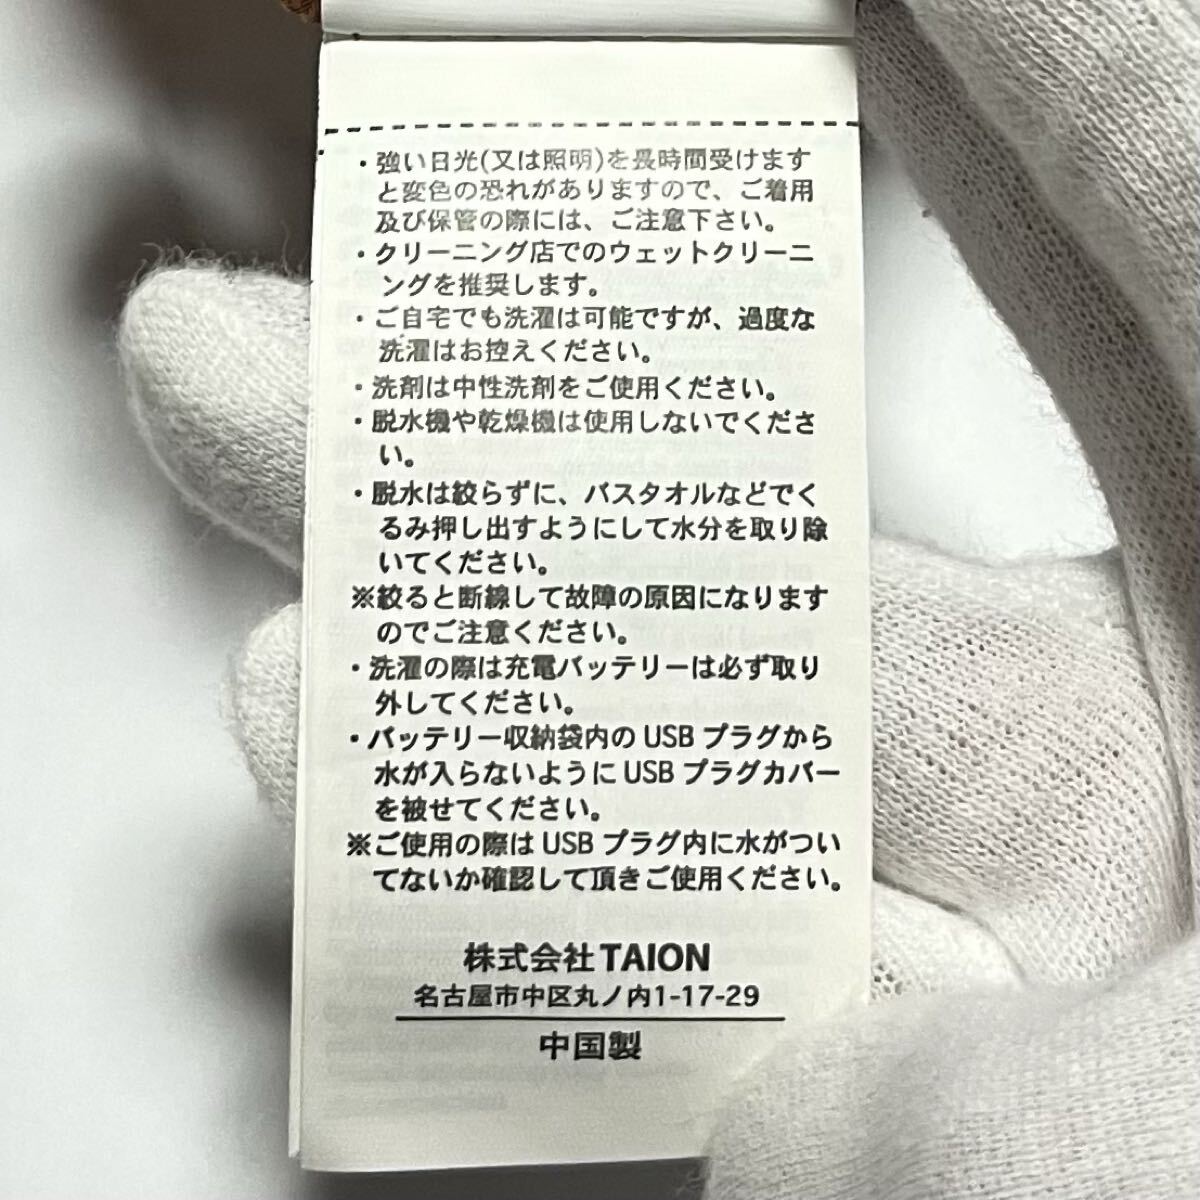 ・強い日光(又は照明)を長時間受けます
と変色の恐れがありますので、ご着用
及び保管の際には、ご注意下さい。
・クリーニング店でのウェットクリーニ
ングを推奨します。
・ご自宅でも洗濯は可能ですが、過度な
洗濯はお控えください。
・洗剤は中性洗剤をご使用ください。
・脱水機や乾燥機は使用しないでくださ
い。
・脱水は絞らずに、バスタオルなどでく
るみ押し出すようにして水分を取り除
いてください。
※絞ると断線して故障の原因になります
のでご注意ください。
・洗濯の際は充電バッテリーは必ず取り
外してください。
・バッテリー収納袋内の USB プラグから
水が入らないように USB プラグカバー
を被せてください。
※ご使用の際は USB プラグ内に水がつい
てないか確認して頂きご使用ください。
株式会社 TAION
名古屋市中区丸ノ内1-17-29
中国製